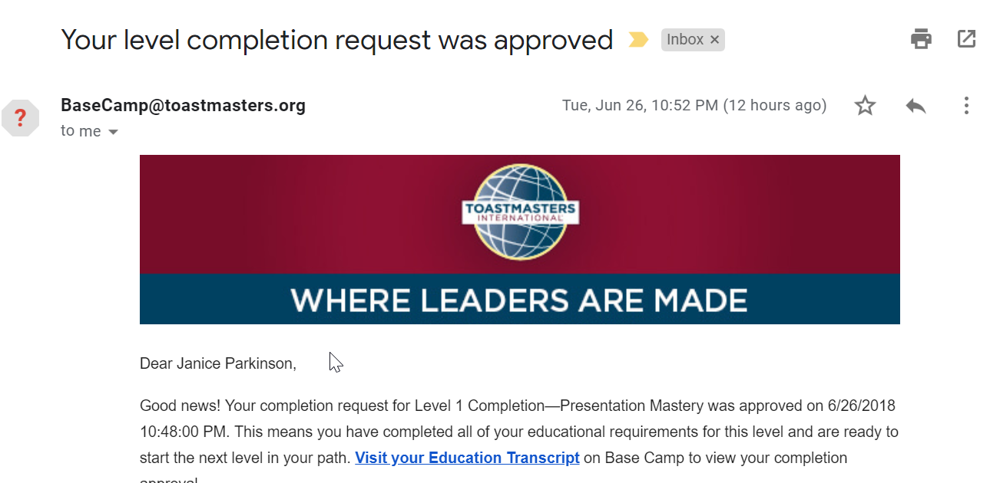 Your level completion request was approved Inbox ×
?
BaseCamp@toastmasters.org Tue, Jun 26, 10:52 PM (12 hours ago)
to me
TOASTMASTERS
INTERNATIONAL
WHERE LEADERS ARE MADE
Dear Janice Parkinson,
Good news! Your completion request for Level 1 Completion—Presentation Mastery was approved on 6/26/2018
10:48:00 PM. This means you have completed all of your educational requirements for this level and are ready to
start the next level in your path. Visit your Education Transcript on Base Camp to view your completion
approval